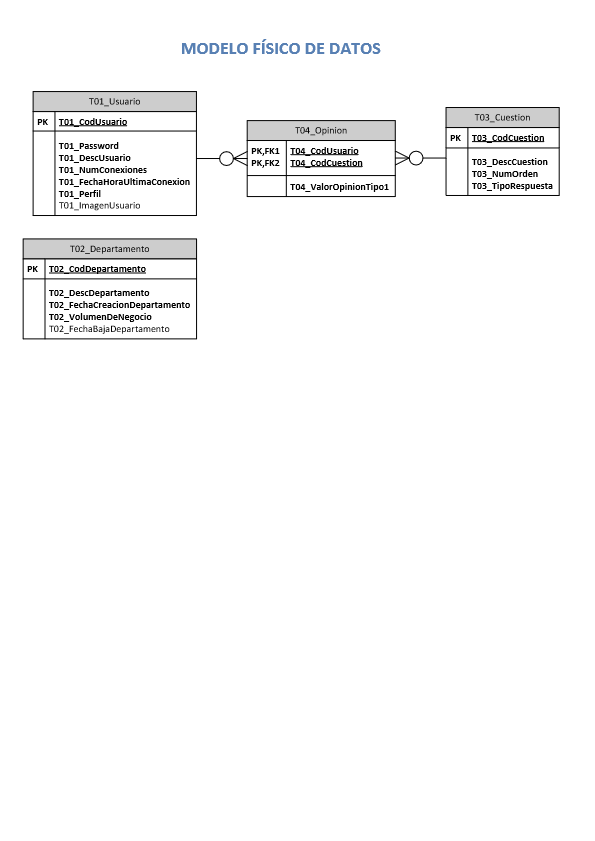 MODELO FÍSICO DE DATOS
T01_Usuario
PK T01_CodUsuario
T01_Password
T01_DescUsuario
T01_NumConexiones
T01_FechaHoraUltimaConexion
T01_Perfil
T01_ImagenUsuario
T04_Opinion
PK,FK1 T04_CodUsuario
PK,FK2 T04_CodCuestion
T04_ValorOpinionTipo1
T03_Cuestion
PK T03_CodCuestion
T03_DescCuestion
T03_NumOrden
T03_TipoRespuesta
T02_Departamento
PK T02_CodDepartamento
T02_DescDepartamento
T02_FechaCreacionDepartamento
T02_VolumenDeNegocio
T02_FechaBajaDepartamento